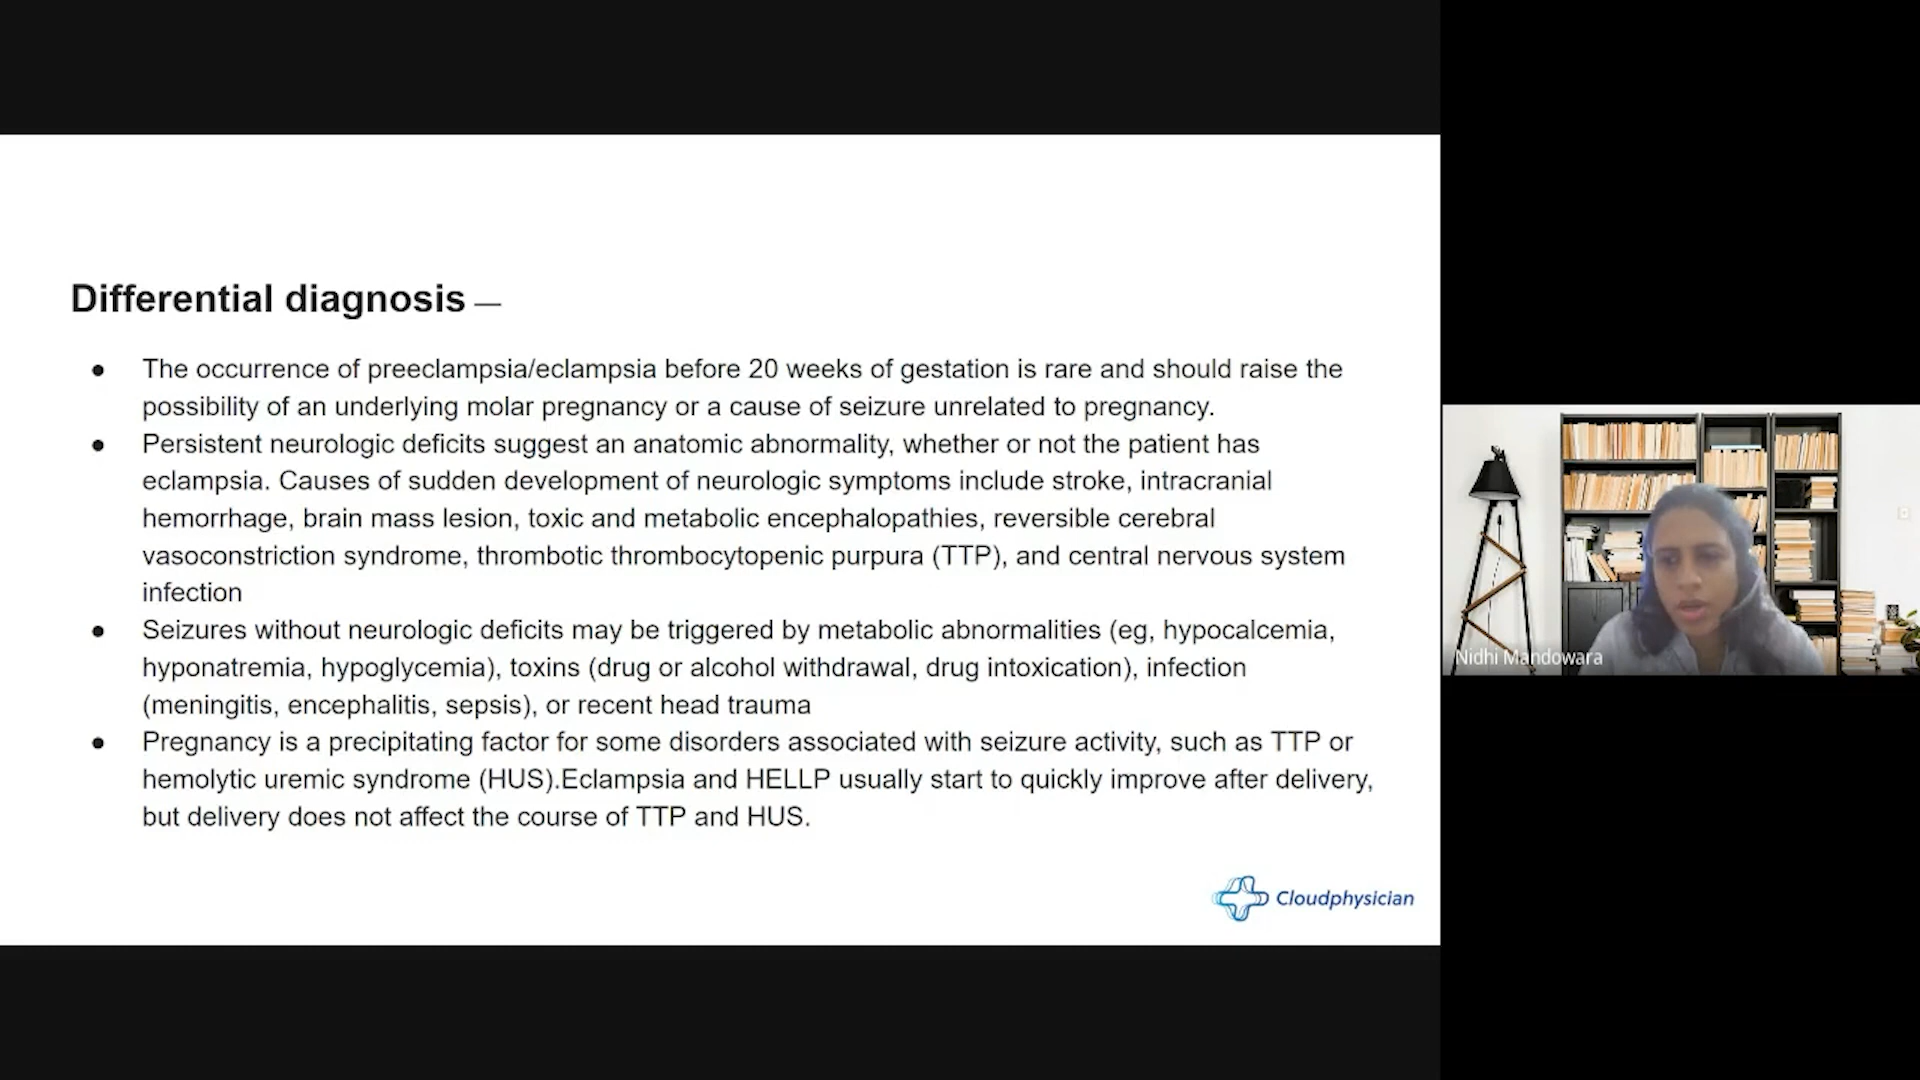 Differential diagnosis —
● The occurrence of preeclampsia/eclampsia before 20 weeks of gestation is rare and should raise the
possibility of an underlying molar pregnancy or a cause of seizure unrelated to pregnancy.
● Persistent neurologic deficits suggest an anatomic abnormality, whether or not the patient has
eclampsia. Causes of sudden development of neurologic symptoms include stroke, intracranial
hemorrhage, brain mass lesion, toxic and metabolic encephalopathies, reversible cerebral
vasoconstriction syndrome, thrombotic thrombocytopenic purpura (TTP), and central nervous system
infection
● Seizures without neurologic deficits may be triggered by metabolic abnormalities (eg, hypocalcemia,
hyponatremia, hypoglycemia), toxins (drug or alcohol withdrawal, drug intoxication), infection
(meningitis, encephalitis, sepsis), or recent head trauma
● Pregnancy is a precipitating factor for some disorders associated with seizure activity, such as TTP or
hemolytic uremic syndrome (HUS).Eclampsia and HELLP usually start to quickly improve after delivery,
but delivery does not affect the course of TTP and HUS.
Cloudphysician
Nidhi Mandowara